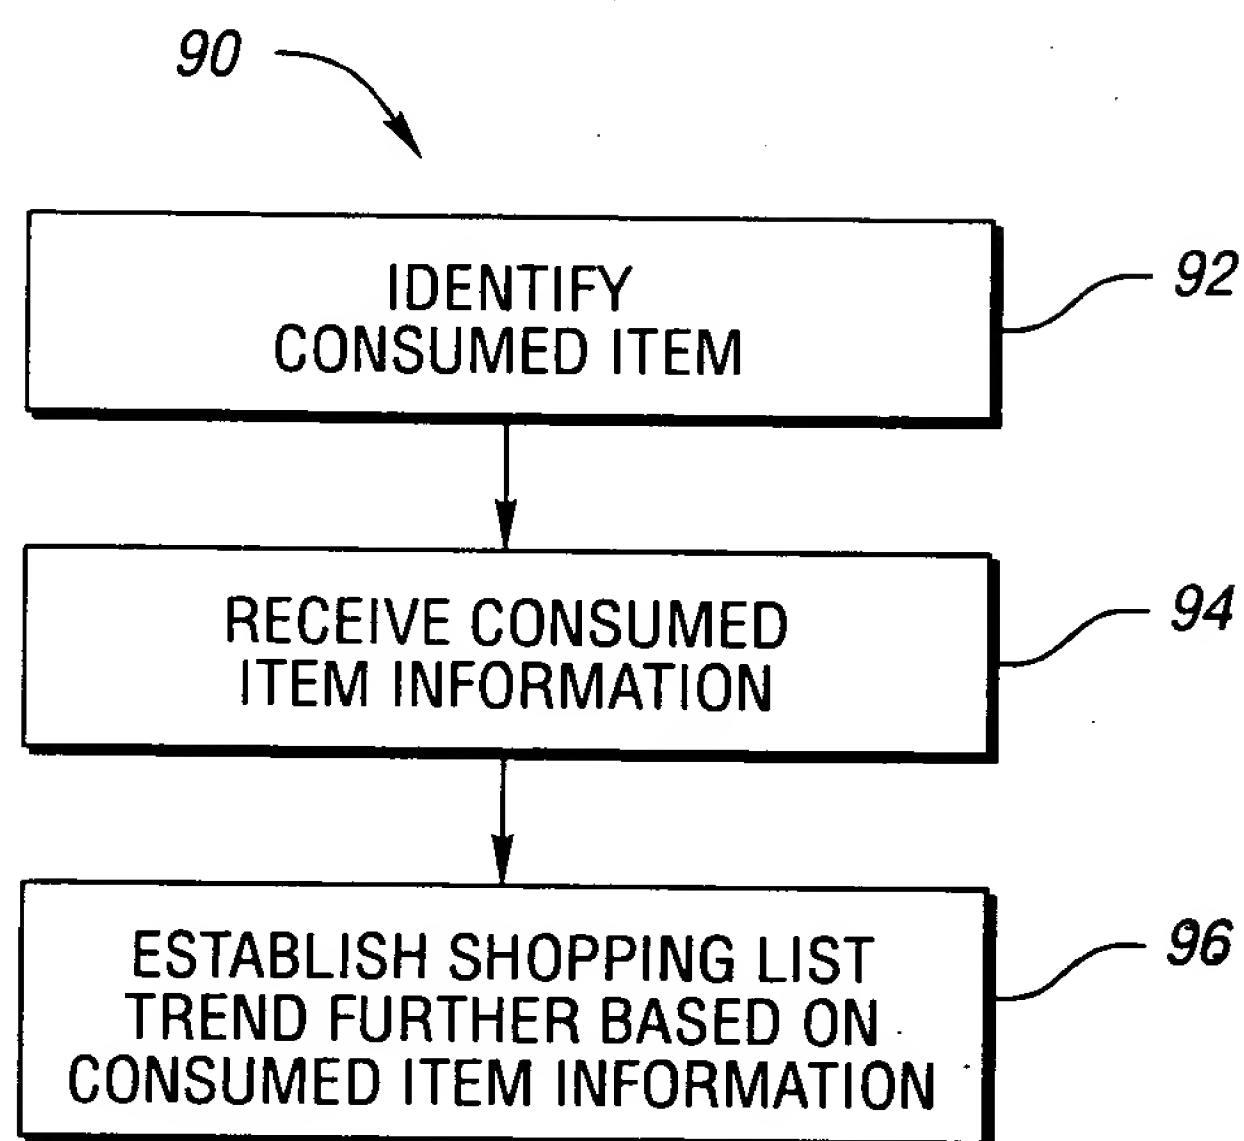 90
IDENTIFY
CONSUMED ITEM
92
RECEIVE CONSUMED
ITEM INFORMATION
94
ESTABLISH SHOPPING LIST
TREND FURTHER BASED ON
CONSUMED ITEM INFORMATION
96